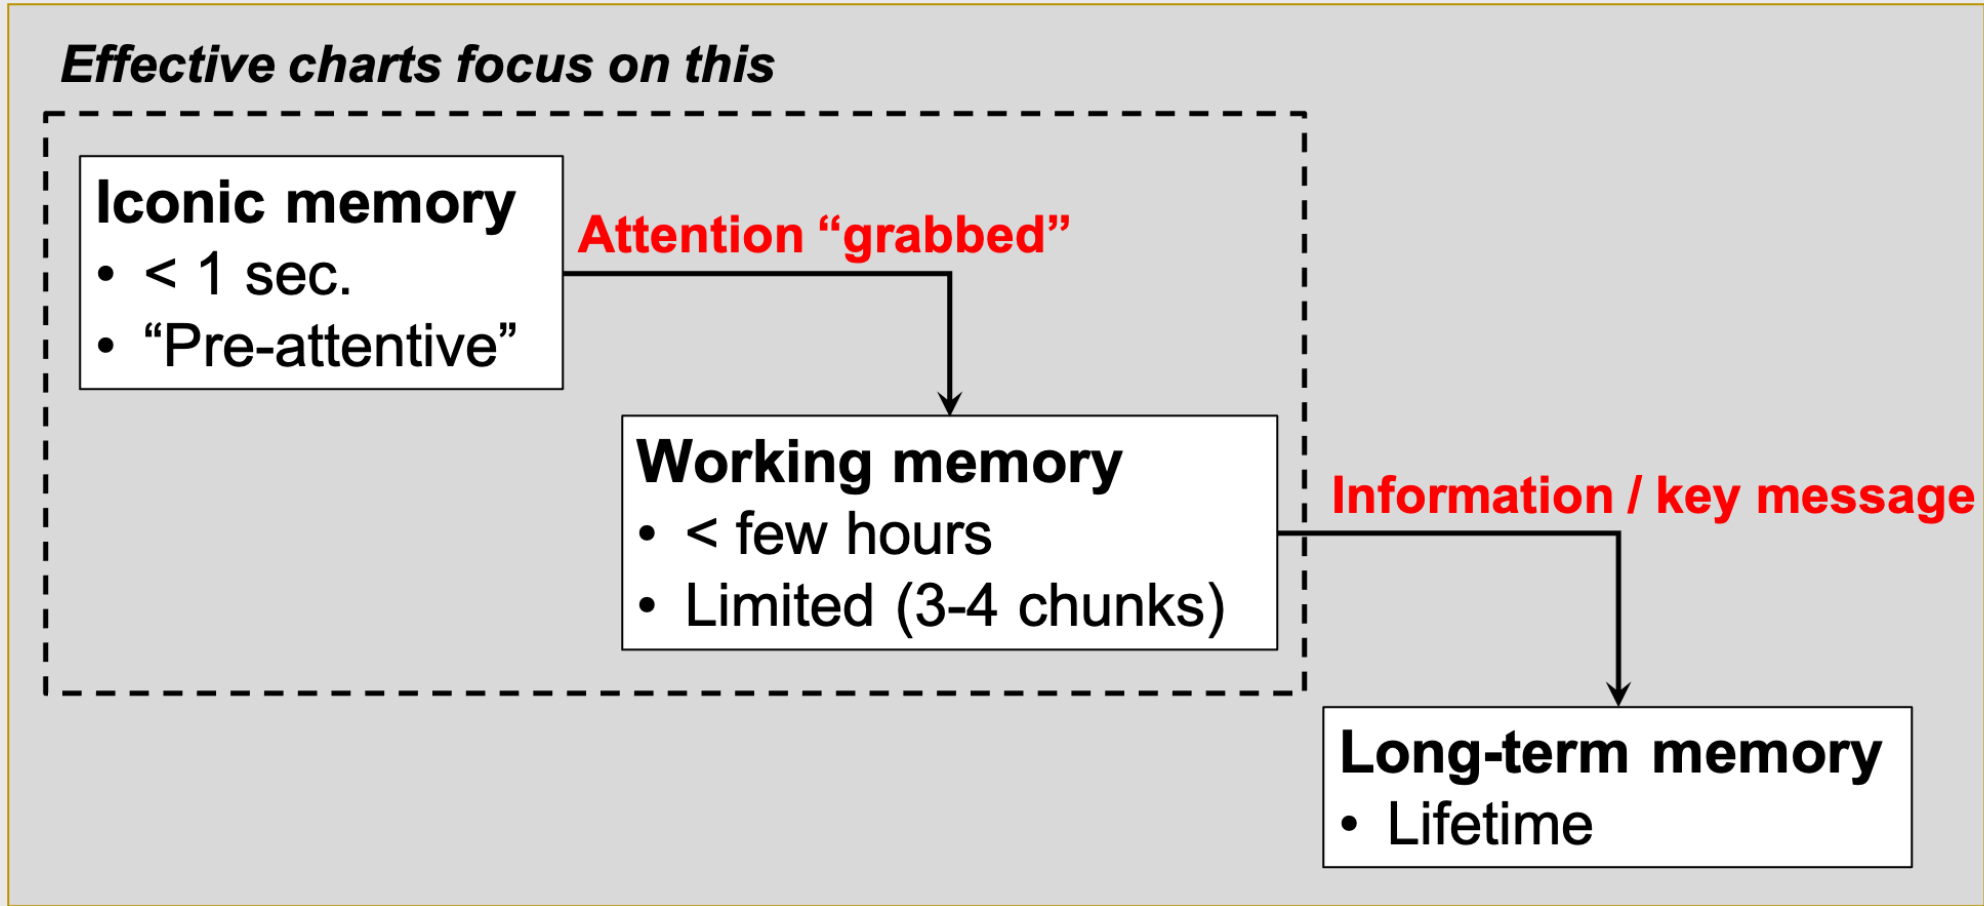 Effective charts focus on this
Iconic memory
• < 1 sec.
• “Pre-attentive”
Attention “grabbed”
Working memory
• < few hours
• Limited (3-4 chunks)
Information / key message
Long-term memory
• Lifetime